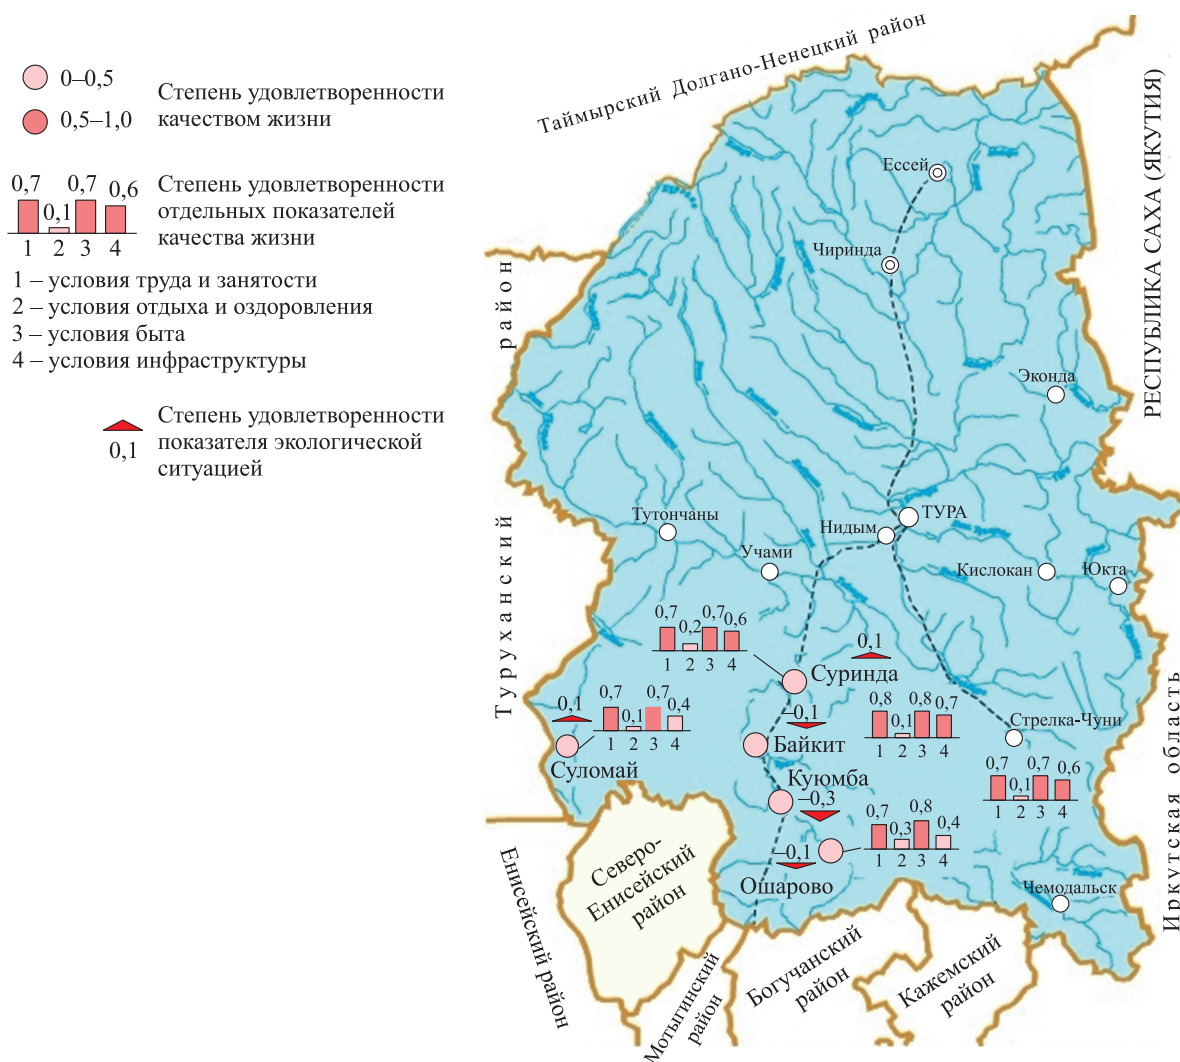 0–0,5
0,5–1,0
Степень удовлетворенности
качеством жизни
0,7 0,1 0,7 0,6
1 2 3 4
Степень удовлетворенности
отдельных показателей
качества жизни
1 – условия труда и занятости
2 – условия отдыха и оздоровления
3 – условия быта
4 – условия инфраструктуры
0,1
Степень удовлетворенности
показателя экологической
ситуацией
Таймырский Долгано-Ненецкий район
РЕСПУБЛИКА САХА (ЯКУТИЯ)
Туруханский район
Ессей
Чиринда
Эконда
ТУРА
Нидым
Тутончаны
Учами
Кислокан
Юкта
0,7 0,2 0,7 0,6
1 2 3 4
0,1
Суринда
0,1
0,7 0,1 0,7 0,4
1 2 3 4
Суломай
–0,1
Байкит
0,8 0,1 0,8 0,7
1 2 3 4
Стрелка-Чуни
0,7 0,1 0,7 0,6
1 2 3 4
Куюмба
–0,3
0,7 0,3 0,8 0,4
1 2 3 4
–0,1
Ошарово
Чемодальск
Иркутская область
Енисейский район
Северо-
Енисейский
район
Мотыгинский
район
Богучанский
район
Кажемский
район